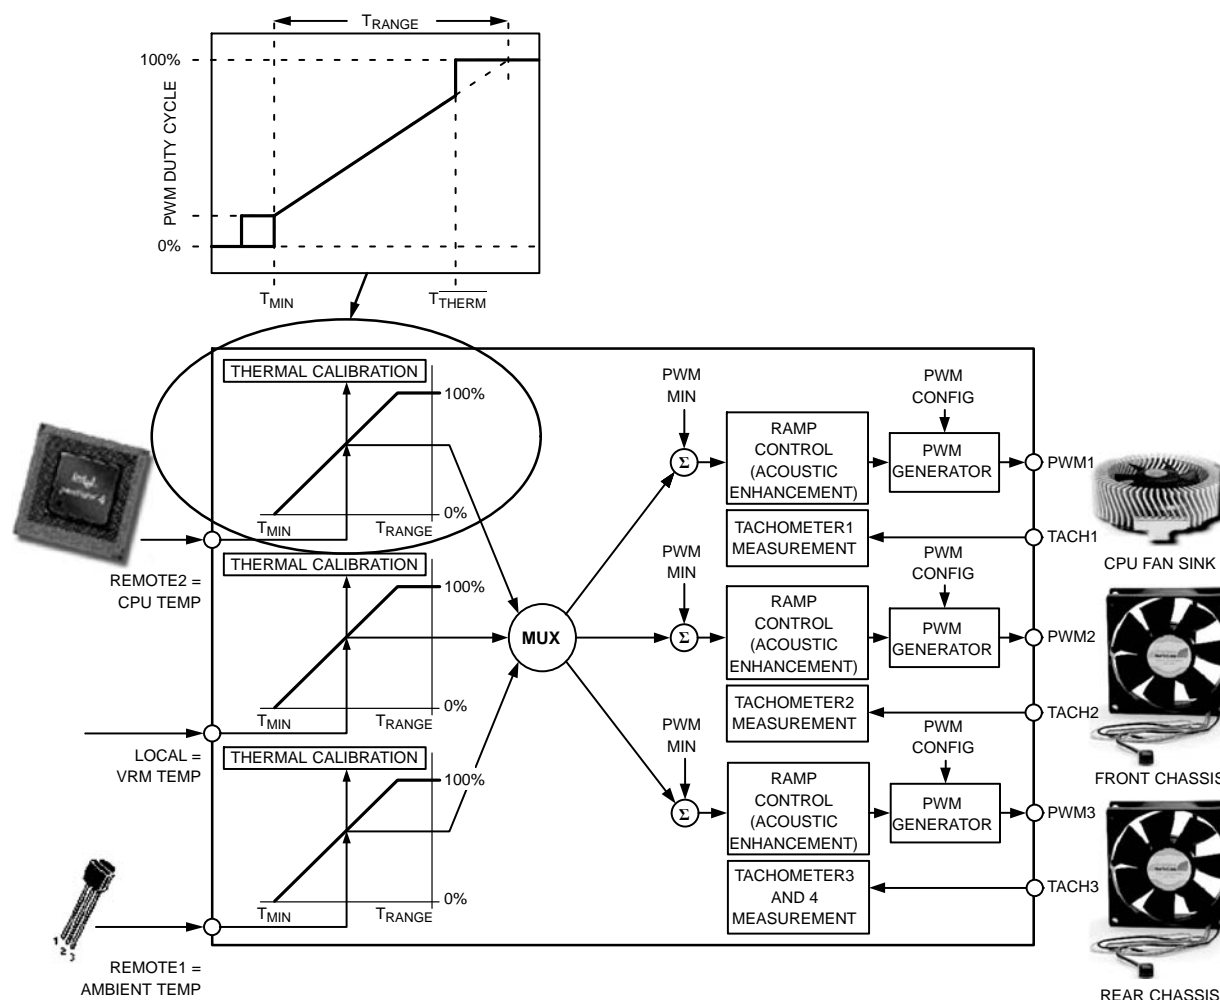 TRANGE
100%
PWM DUTY CYCLE
0%
TMIN
TTHERM
THERMAL CALIBRATION
100%
0%
TMIN
TRANGE
REMOTE2 =
CPU TEMP
THERMAL CALIBRATION
100%
0%
TMIN
TRANGE
LOCAL =
VRM TEMP
THERMAL CALIBRATION
100%
0%
TMIN
TRANGE
1
2
3
REMOTE1 =
AMBIENT TEMP
MUX
PWM
MIN
Σ
RAMP
CONTROL
(ACOUSTIC
ENHANCEMENT)
PWM
CONFIG
PWM
GENERATOR
PWM1
TACHOMETER1
MEASUREMENT
TACH1
CPU FAN SINK
PWM
MIN
Σ
RAMP
CONTROL
(ACOUSTIC
ENHANCEMENT)
PWM
CONFIG
PWM
GENERATOR
PWM2
TACHOMETER2
MEASUREMENT
TACH2
FRONT CHASSIS
PWM
MIN
Σ
RAMP
CONTROL
(ACOUSTIC
ENHANCEMENT)
PWM
CONFIG
PWM
GENERATOR
PWM3
TACHOMETER3
AND 4
MEASUREMENT
TACH3
REAR CHASSIS